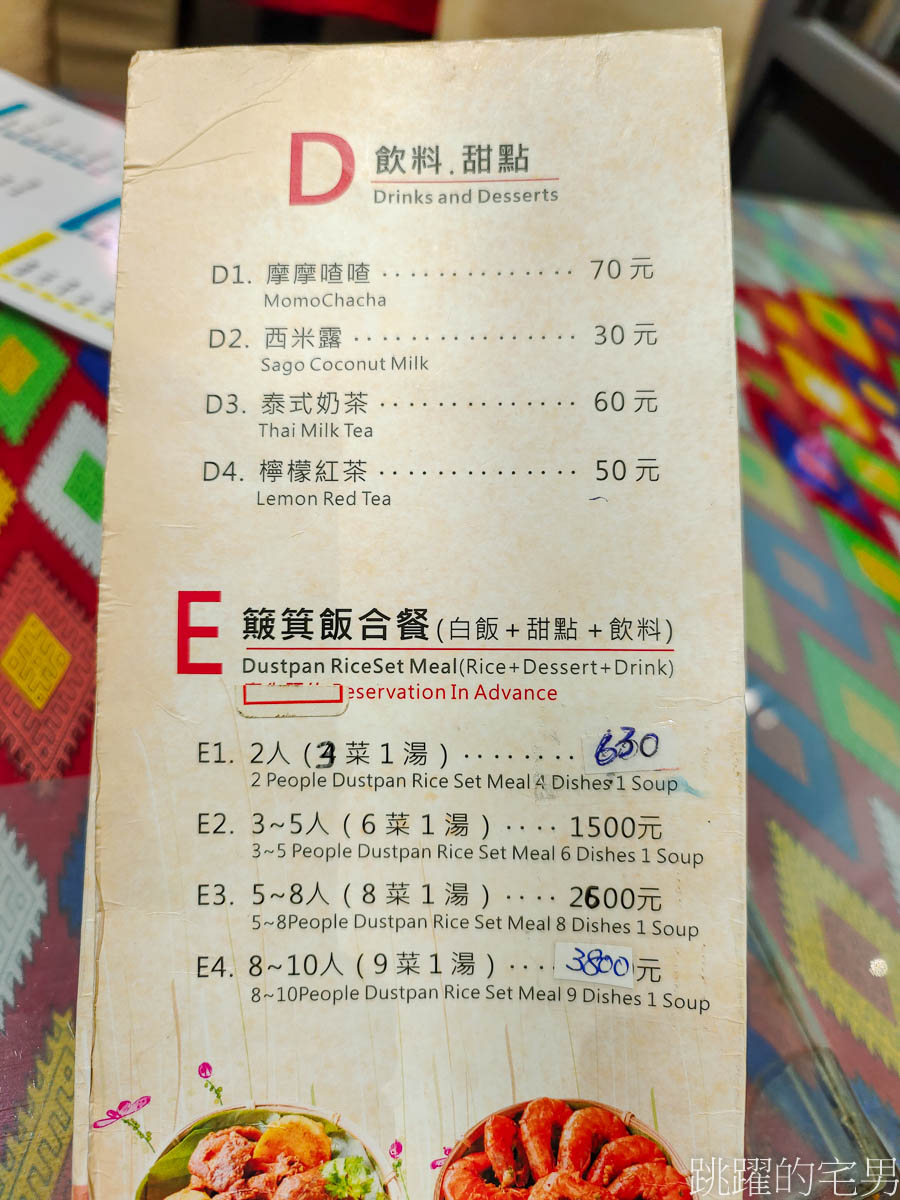 D 飲料.甜點
Drinks and Desserts
D1. 摩摩喳喳 ‧‧‧‧‧‧‧‧‧‧‧‧‧‧ 70 元
MomoChacha
D2. 西米露 ‧‧‧‧‧‧‧‧‧‧‧‧‧‧‧‧ 30 元
Sago Coconut Milk
D3. 泰式奶茶 ‧‧‧‧‧‧‧‧‧‧‧‧‧‧ 60 元
Thai Milk Tea
D4. 檸檬紅茶 ‧‧‧‧‧‧‧‧‧‧‧‧‧‧ 50 元
Lemon Red Tea
E 簸箕飯合餐(白飯+甜點+飲料)
Dustpan RiceSet Meal(Rice+Dessert+Drink)
eservation In Advance
E1. 2人 ( 3 菜 1 湯 ) ‧‧‧‧‧‧‧‧ 630
2 People Dustpan Rice Set Meal 4 Dishes 1 Soup
E2. 3~5人 ( 6 菜 1 湯 ) ‧‧‧‧ 1500元
3~5 People Dustpan Rice Set Meal 6 Dishes 1 Soup
E3. 5~8人 ( 8 菜 1 湯 ) ‧‧‧‧ 2600元
5~8People Dustpan Rice Set Meal 8 Dishes 1 Soup
E4. 8~10人 ( 9 菜 1 湯 ) ‧‧‧ 3800元
8~10People Dustpan Rice Set Meal 9 Dishes 1 Soup
跳躍的宅男